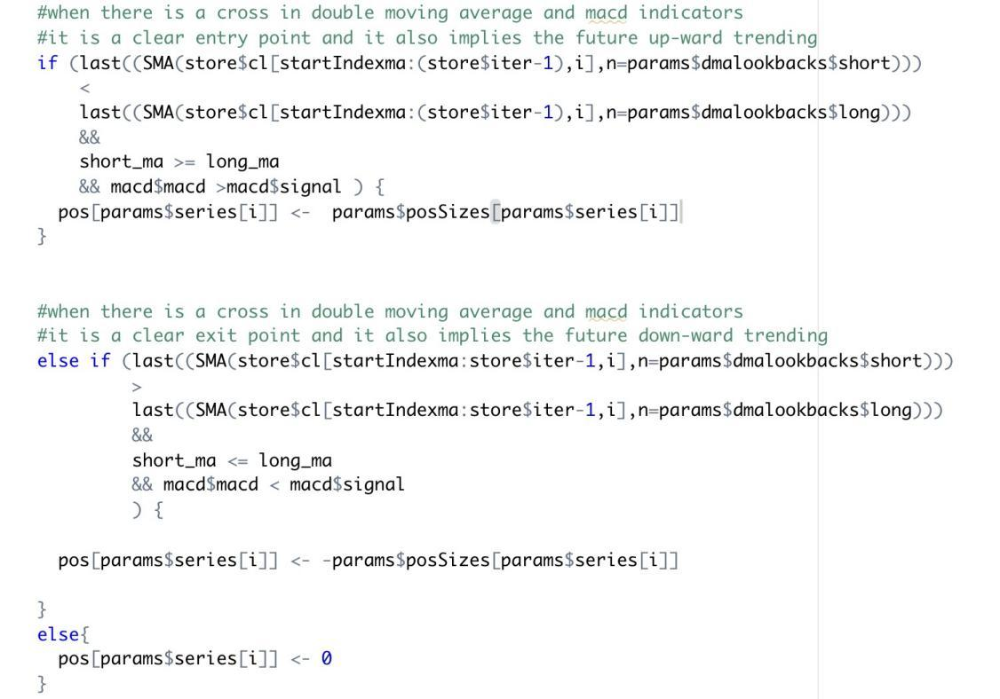 #when there is a cross in double moving average and macd indicators
#it is a clear entry point and it also implies the future up-ward trending
if (last((SMA(store$cl[startIndexma:(store$iter-1),i],n=params$dmalookbacks$short)))
<
last((SMA(store$cl[startIndexma:(store$iter-1),i],n=params$dmalookbacks$long)))
&&
short_ma >= long_ma
&& macd$macd >macd$signal ) {
pos[params$series[i]] <-  params$posSizes[params$series[i]]
}
#when there is a cross in double moving average and macd indicators
#it is a clear exit point and it also implies the future down-ward trending
else if (last((SMA(store$cl[startIndexma:store$iter-1,i],n=params$dmalookbacks$short)))
>
last((SMA(store$cl[startIndexma:store$iter-1,i],n=params$dmalookbacks$long)))
&&
short_ma <= long_ma
&& macd$macd < macd$signal
) {
pos[params$series[i]] <- -params$posSizes[params$series[i]]
}
else{
pos[params$series[i]] <- 0
}